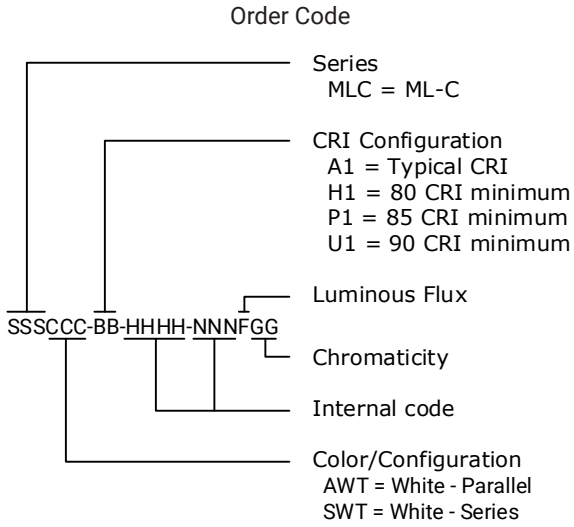 Order Code
Series
MLC = ML-C
CRI Configuration
A1 = Typical CRI
H1 = 80 CRI minimum
P1 = 85 CRI minimum
U1 = 90 CRI minimum
Luminous Flux
SSSCCC-BB-HHHH-NNNFGG
Chromaticity
Internal code
Color/Configuration
AWT = White - Parallel
SWT = White - Series